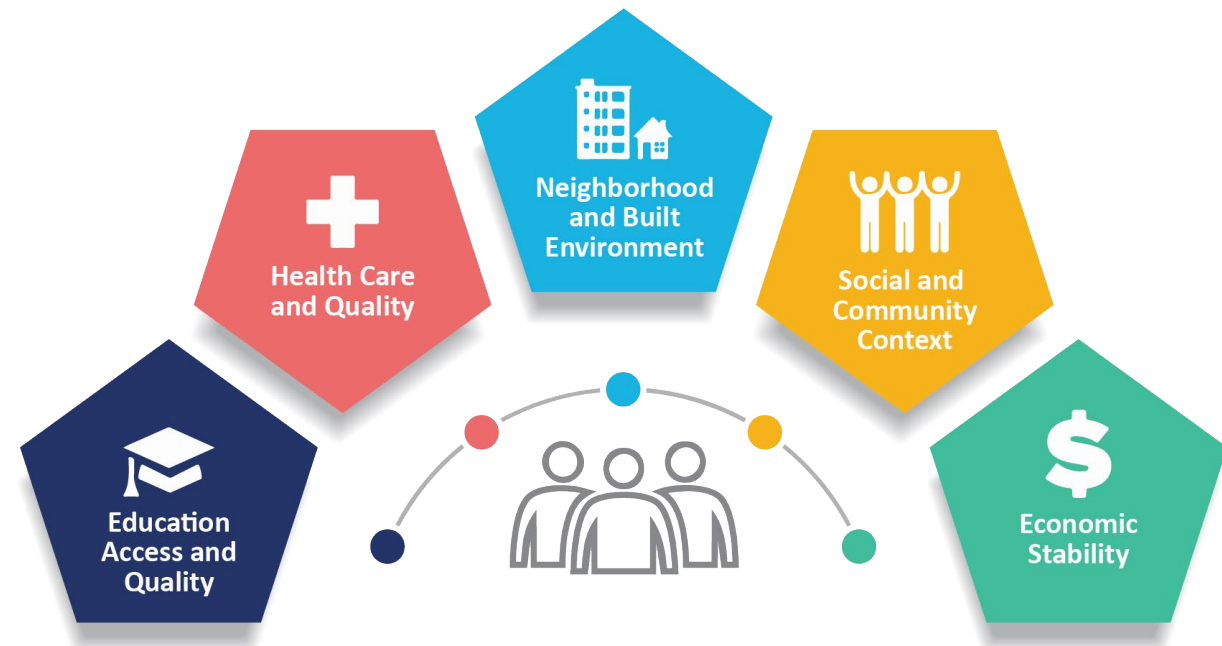 Education
Access and
Quality
Health Care
and Quality
Neighborhood
and Built
Environment
Social and
Community
Context
Economic
Stability